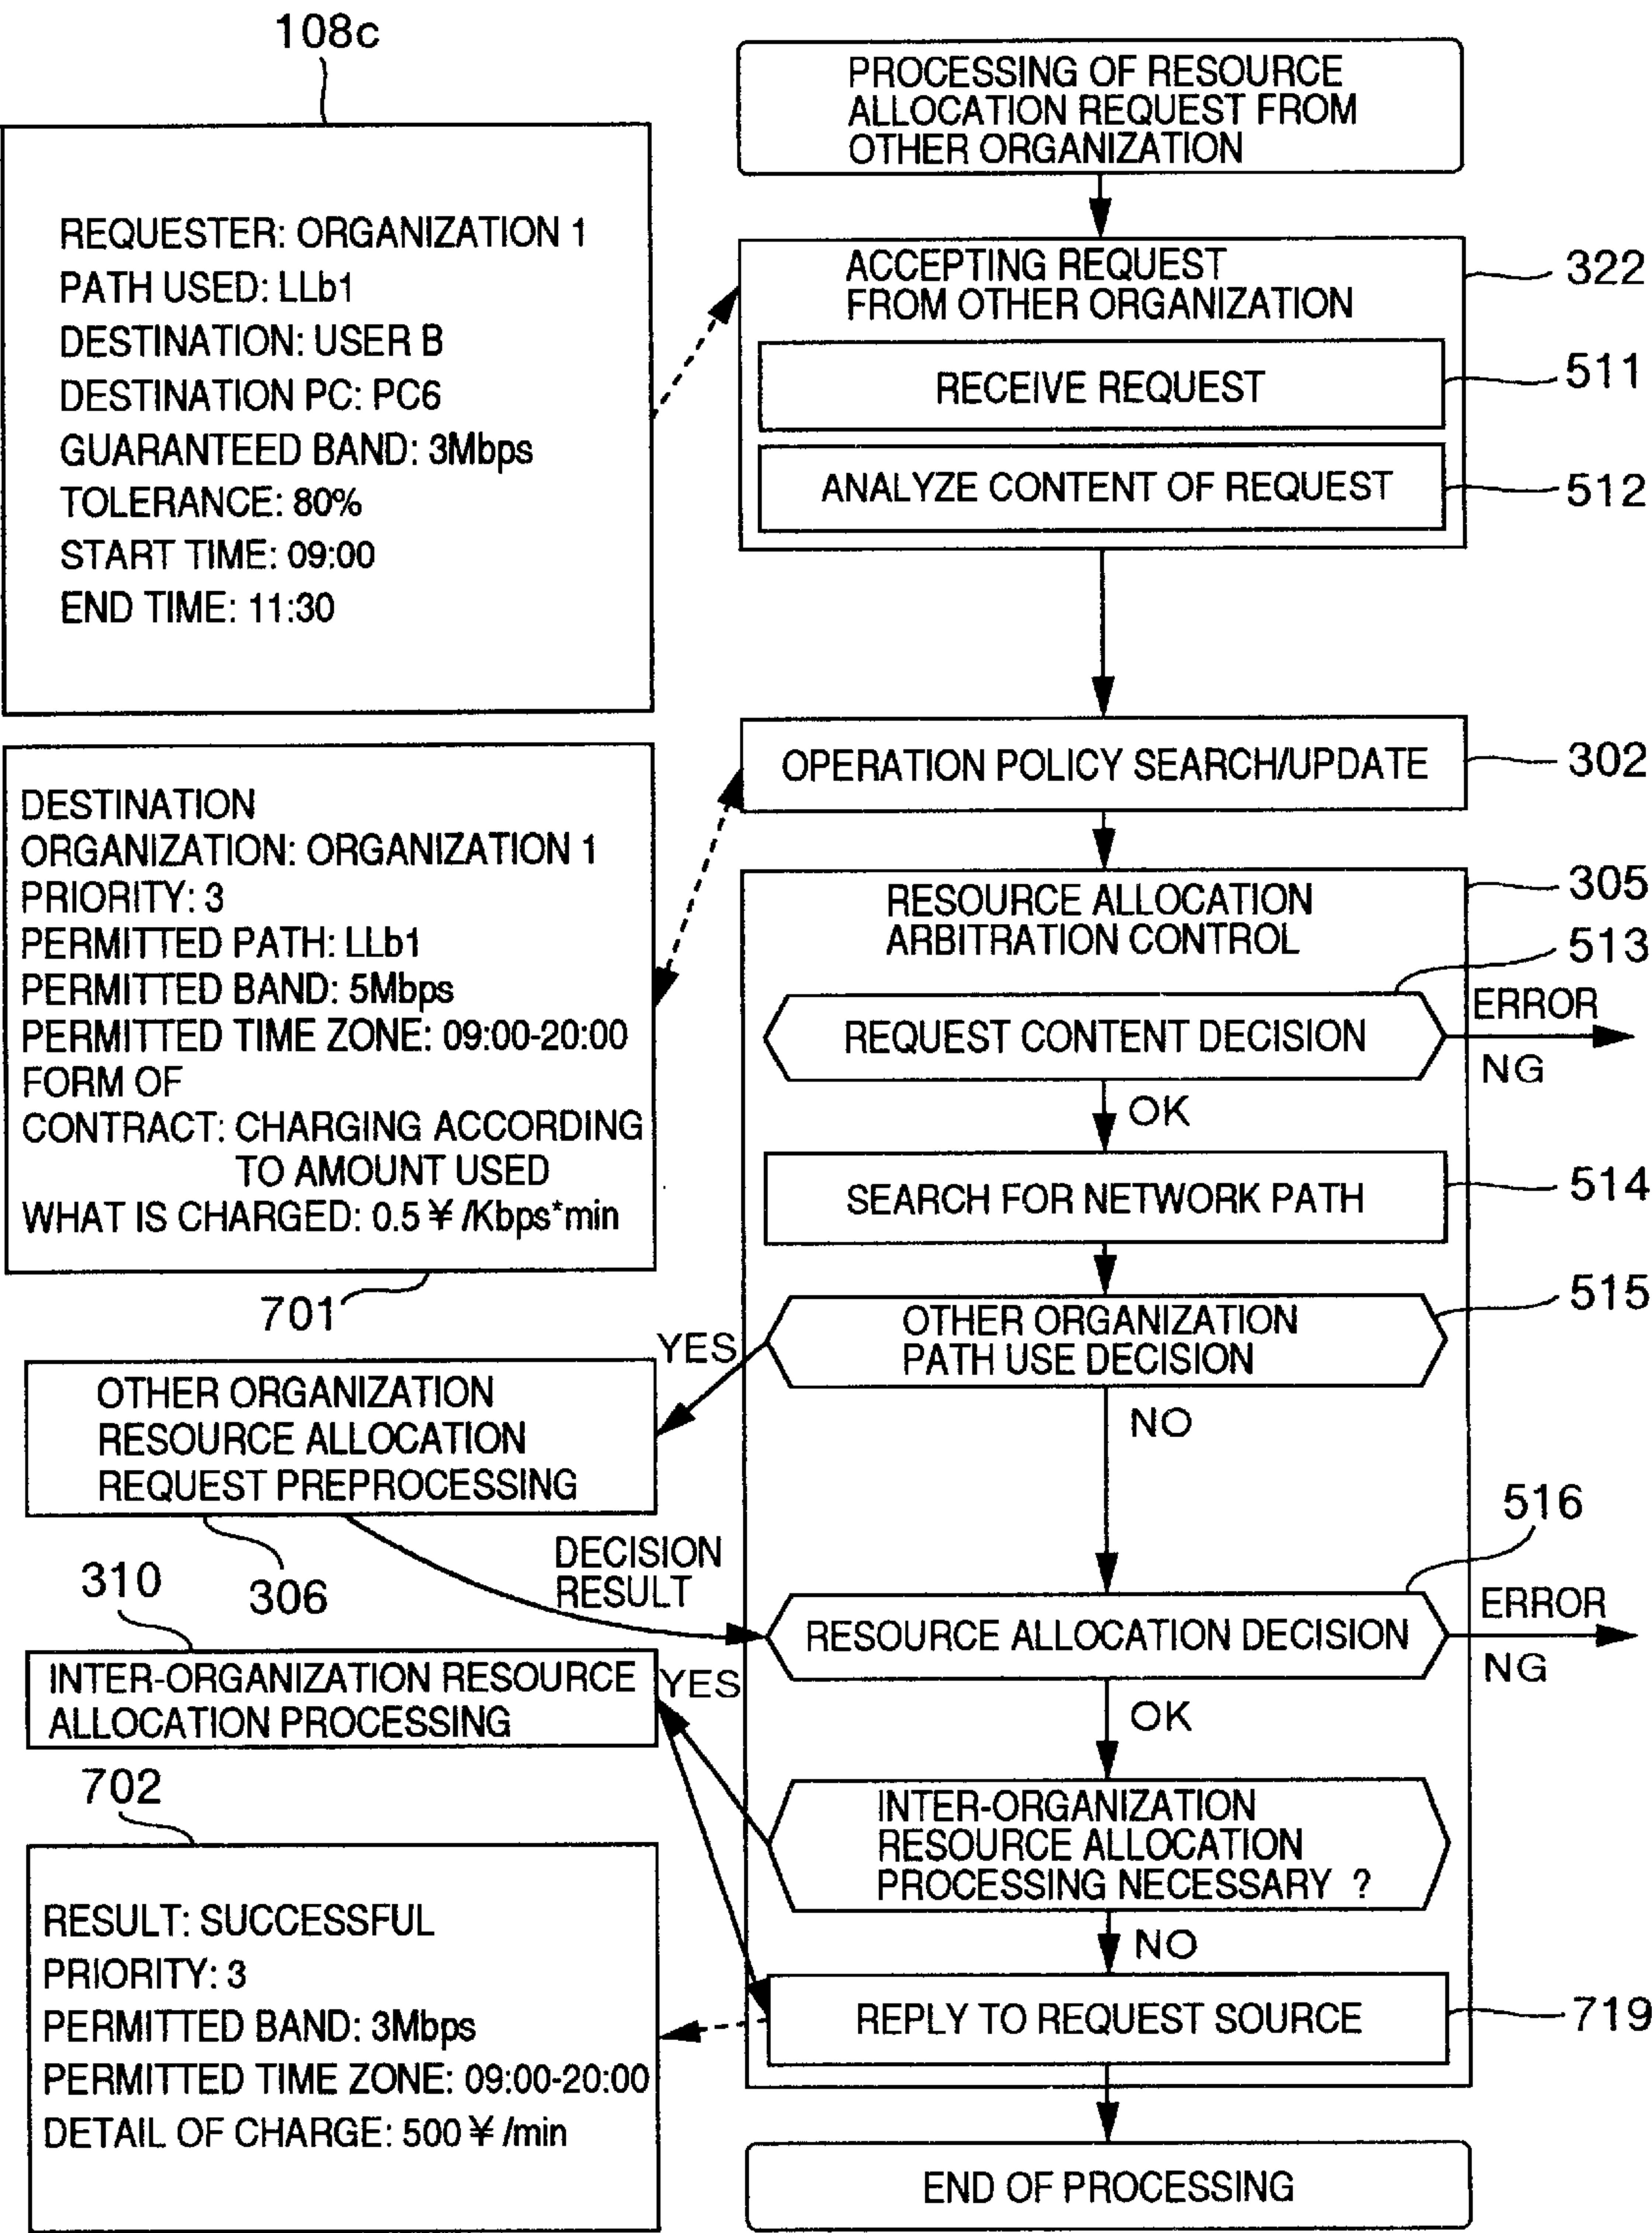 108c
REQUESTER: ORGANIZATION 1
PATH USED: LLb1
DESTINATION: USER B
DESTINATION PC: PC6
GUARANTEED BAND: 3Mbps
TOLERANCE: 80%
START TIME: 09:00
END TIME: 11:30
DESTINATION
ORGANIZATION: ORGANIZATION 1
PRIORITY: 3
PERMITTED PATH: LLb1
PERMITTED BAND: 5Mbps
PERMITTED TIME ZONE: 09:00-20:00
FORM OF
CONTRACT: CHARGING ACCORDING
TO AMOUNT USED
WHAT IS CHARGED: 0.5 ¥ /Kbps*min
701
OTHER ORGANIZATION
RESOURCE ALLOCATION
REQUEST PREPROCESSING
306
310
INTER-ORGANIZATION RESOURCE
ALLOCATION PROCESSING
702
RESULT: SUCCESSFUL
PRIORITY: 3
PERMITTED BAND: 3Mbps
PERMITTED TIME ZONE: 09:00-20:00
DETAIL OF CHARGE: 500 ¥ /min
PROCESSING OF RESOURCE
ALLOCATION REQUEST FROM
OTHER ORGANIZATION
ACCEPTING REQUEST
FROM OTHER ORGANIZATION
322
RECEIVE REQUEST
511
ANALYZE CONTENT OF REQUEST
512
OPERATION POLICY SEARCH/UPDATE
302
RESOURCE ALLOCATION
ARBITRATION CONTROL
305
513
REQUEST CONTENT DECISION
ERROR
NG
OK
SEARCH FOR NETWORK PATH
514
OTHER ORGANIZATION
PATH USE DECISION
515
YES
NO
DECISION
RESULT
516
RESOURCE ALLOCATION DECISION
ERROR
NG
OK
YES
INTER-ORGANIZATION
RESOURCE ALLOCATION
PROCESSING NECESSARY ?
NO
REPLY TO REQUEST SOURCE
719
END OF PROCESSING